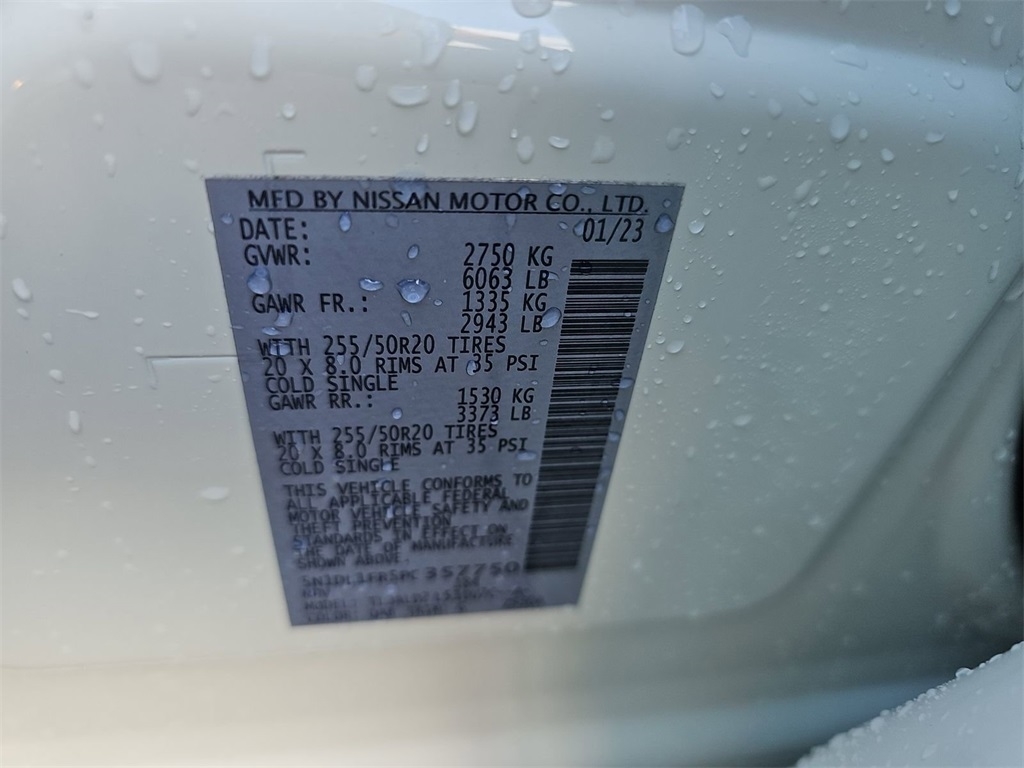 MFD BY NISSAN MOTOR CO., LTD.
DATE: 01/23
GVWR: 2750 KG
6063 LB
GAWR FR.: 1335 KG
2943 LB
WITH 255/50R20 TIRES
20 X 8.0 RIMS AT 35 PSI
COLD SINGLE
GAWR RR.: 1530 KG
3373 LB
WITH 255/50R20 TIRES
20 X 8.0 RIMS AT 35 PSI
COLD SINGLE
THIS VEHICLE CONFORMS TO
ALL APPLICABLE FEDERAL
MOTOR VEHICLE SAFETY AND
THEFT PREVENTION
STANDARDS IN EFFECT ON
THE DATE OF MANUFACTURE
SHOWN ABOVE.
357750
MPV
MODEL: